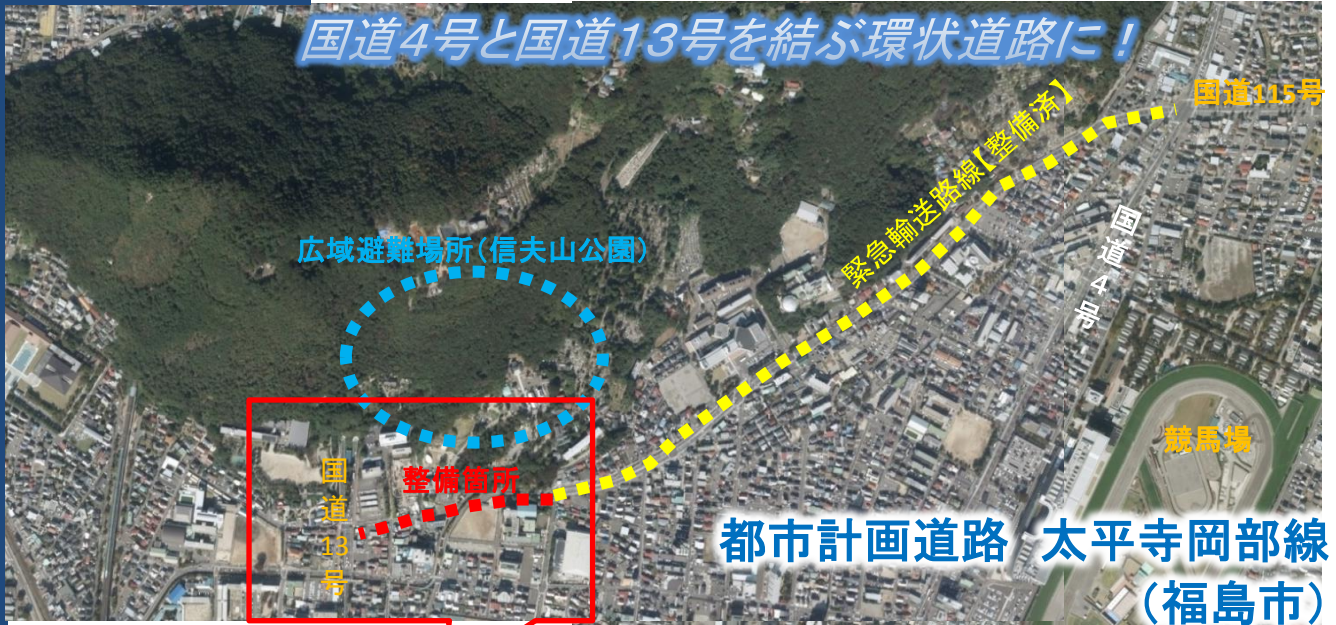 国道4号と国道13号を結ぶ環状道路に！
国道115号
緊急輸送路線【整備済】
国道4号
広域避難場所（信夫山公園）
競馬場
整備箇所
国道13号
都市計画道路　太平寺岡部線
（福島市）